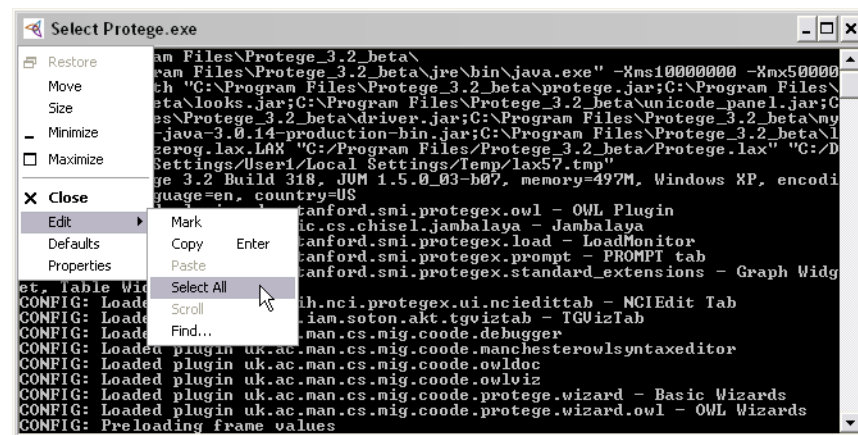 Select Protege.exe
Restore
Move
Size
Minimize
Maximize
Close
Edit
Defaults
Properties
Mark
Copy Enter
Paste
Select All
Scroll
Find...
am Files\Protege_3.2_beta\
ram Files\Protege_3.2_beta\jre\bin\java.exe" -Xms10000000 -Xmx50000
th "C:\Program Files\Protege_3.2_beta\protege.jar;C:\Program Files\
eta\looks.jar;C:\Program Files\Protege_3.2_beta\unicode_panel.jar;C
es\Protege_3.2_beta\driver.jar;C:\Program Files\Protege_3.2_beta\my
-java-3.0.14-production-bin.jar;C:\Program Files\Protege_3.2_beta\l
zerog.lax.LAX "C:/Program Files/Protege_3.2_beta/Protege.lax" "C:/D
Settings/User1/Local Settings/Temp/lax57.tmp"
ge 3.2 Build 318, JVM 1.5.0_03-b07, memory=497M, Windows XP, encodi
guage=en, country=US
tanford.smi.protegex.owl - OWL Plugin
ic.cs.chisel.jambalaya - Jambalaya
tanford.smi.protegex.load - LoadMonitor
tanford.smi.protegex.prompt - PROMPT tab
tanford.smi.protegex.standard_extensions - Graph Widg
et, Table Wid
CONFIG: Loade ih.nci.protegex.ui.nciedittab - NCIEdit Tab
CONFIG: Loade .iam.soton.akt.tgviztab - TGVizTab
CONFIG: Loade .man.cs.mig.coode.debugger
CONFIG: Loaded plugin uk.ac.man.cs.mig.coode.manchesterowlsyntaxeditor
CONFIG: Loaded plugin uk.ac.man.cs.mig.coode.owldoc
CONFIG: Loaded plugin uk.ac.man.cs.mig.coode.owlviz
CONFIG: Loaded plugin uk.ac.man.cs.mig.coode.protege.wizard - Basic Wizards
CONFIG: Loaded plugin uk.ac.man.cs.mig.coode.protege.wizard.owl - OWL Wizards
CONFIG: Preloading frame values